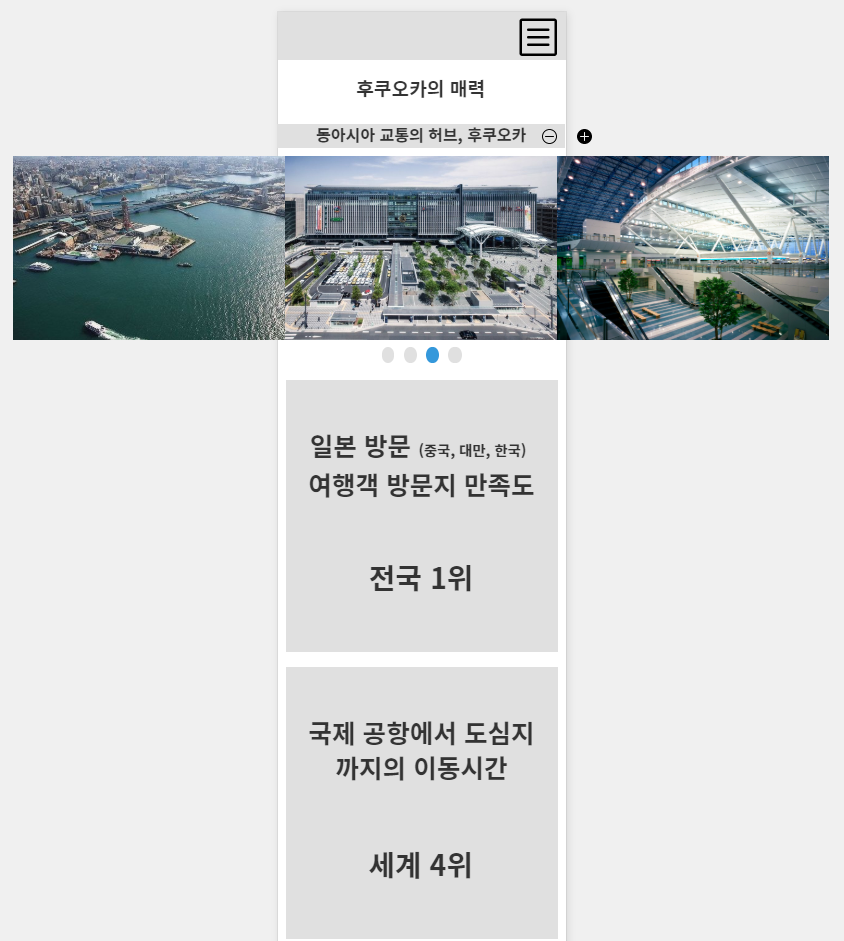 후쿠오카의 매력
동아시아 교통의 허브, 후쿠오카
일본 방문 (중국, 대만, 한국)
여행객 방문지 만족도
전국 1위
국제 공항에서 도심지
까지의 이동시간
세계 4위